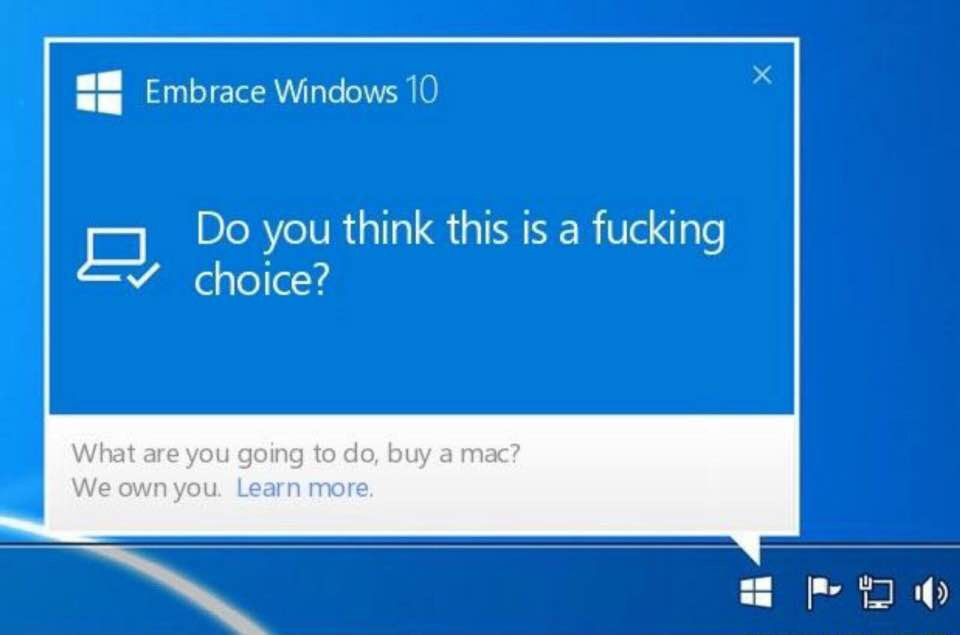 Embrace Windows 10
Do you think this is a fucking
choice?
What are you going to do, buy a mac?
We own you. Learn more.